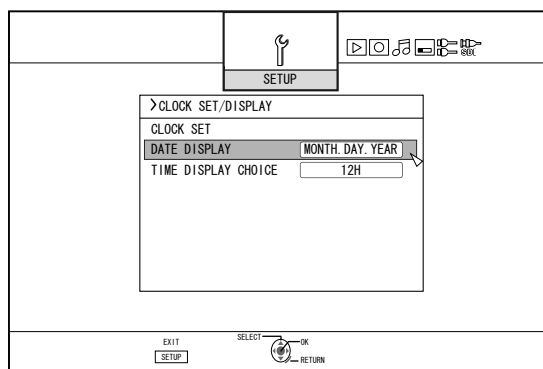 SDI
SETUP
>CLOCK SET/DISPLAY
CLOCK SET
DATE DISPLAY MONTH. DAY. YEAR
TIME DISPLAY CHOICE 12H
EXIT SELECT OK
SETUP RETURN